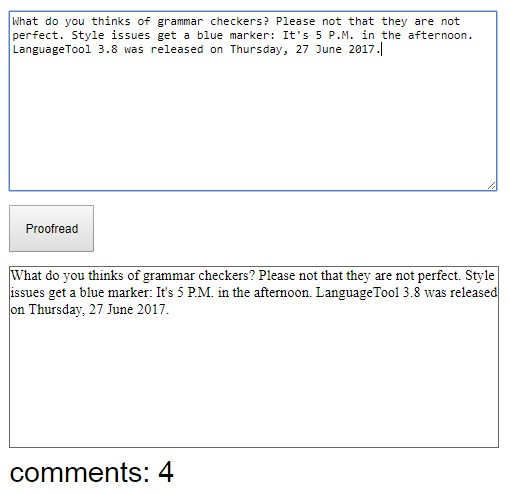 What do you thinks of grammar checkers? Please not that they are not
perfect. Style issues get a blue marker: It's 5 P.M. in the afternoon.
LanguageTool 3.8 was released on Thursday, 27 June 2017.
Proofread
What do you thinks of grammar checkers? Please not that they are not perfect. Style
issues get a blue marker: It's 5 P.M. in the afternoon. LanguageTool 3.8 was released
on Thursday, 27 June 2017.
comments: 4